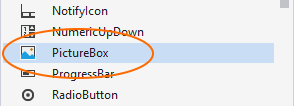 NotifyIcon
NumericUpDown
PictureBox
ProgressBar
RadioButton